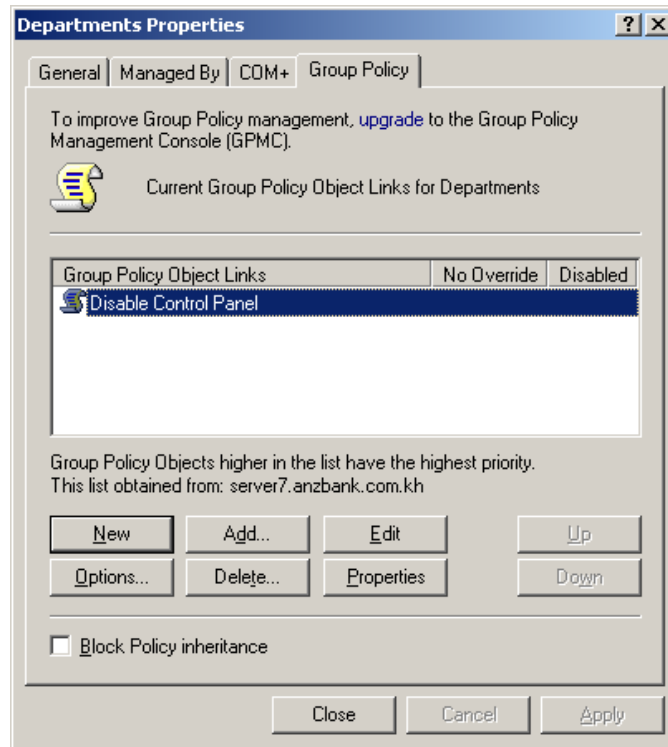 Departments Properties
General Managed By COM+ Group Policy
To improve Group Policy management, upgrade to the Group Policy
Management Console (GPMC).
Current Group Policy Object Links for Departments
Group Policy Object Links No Override Disabled
Disable Control Panel
Group Policy Objects higher in the list have the highest priority.
This list obtained from: server7.anzbank.com.kh
New Add... Edit Up
Options... Delete... Properties Down
Block Policy inheritance
Close Cancel Apply